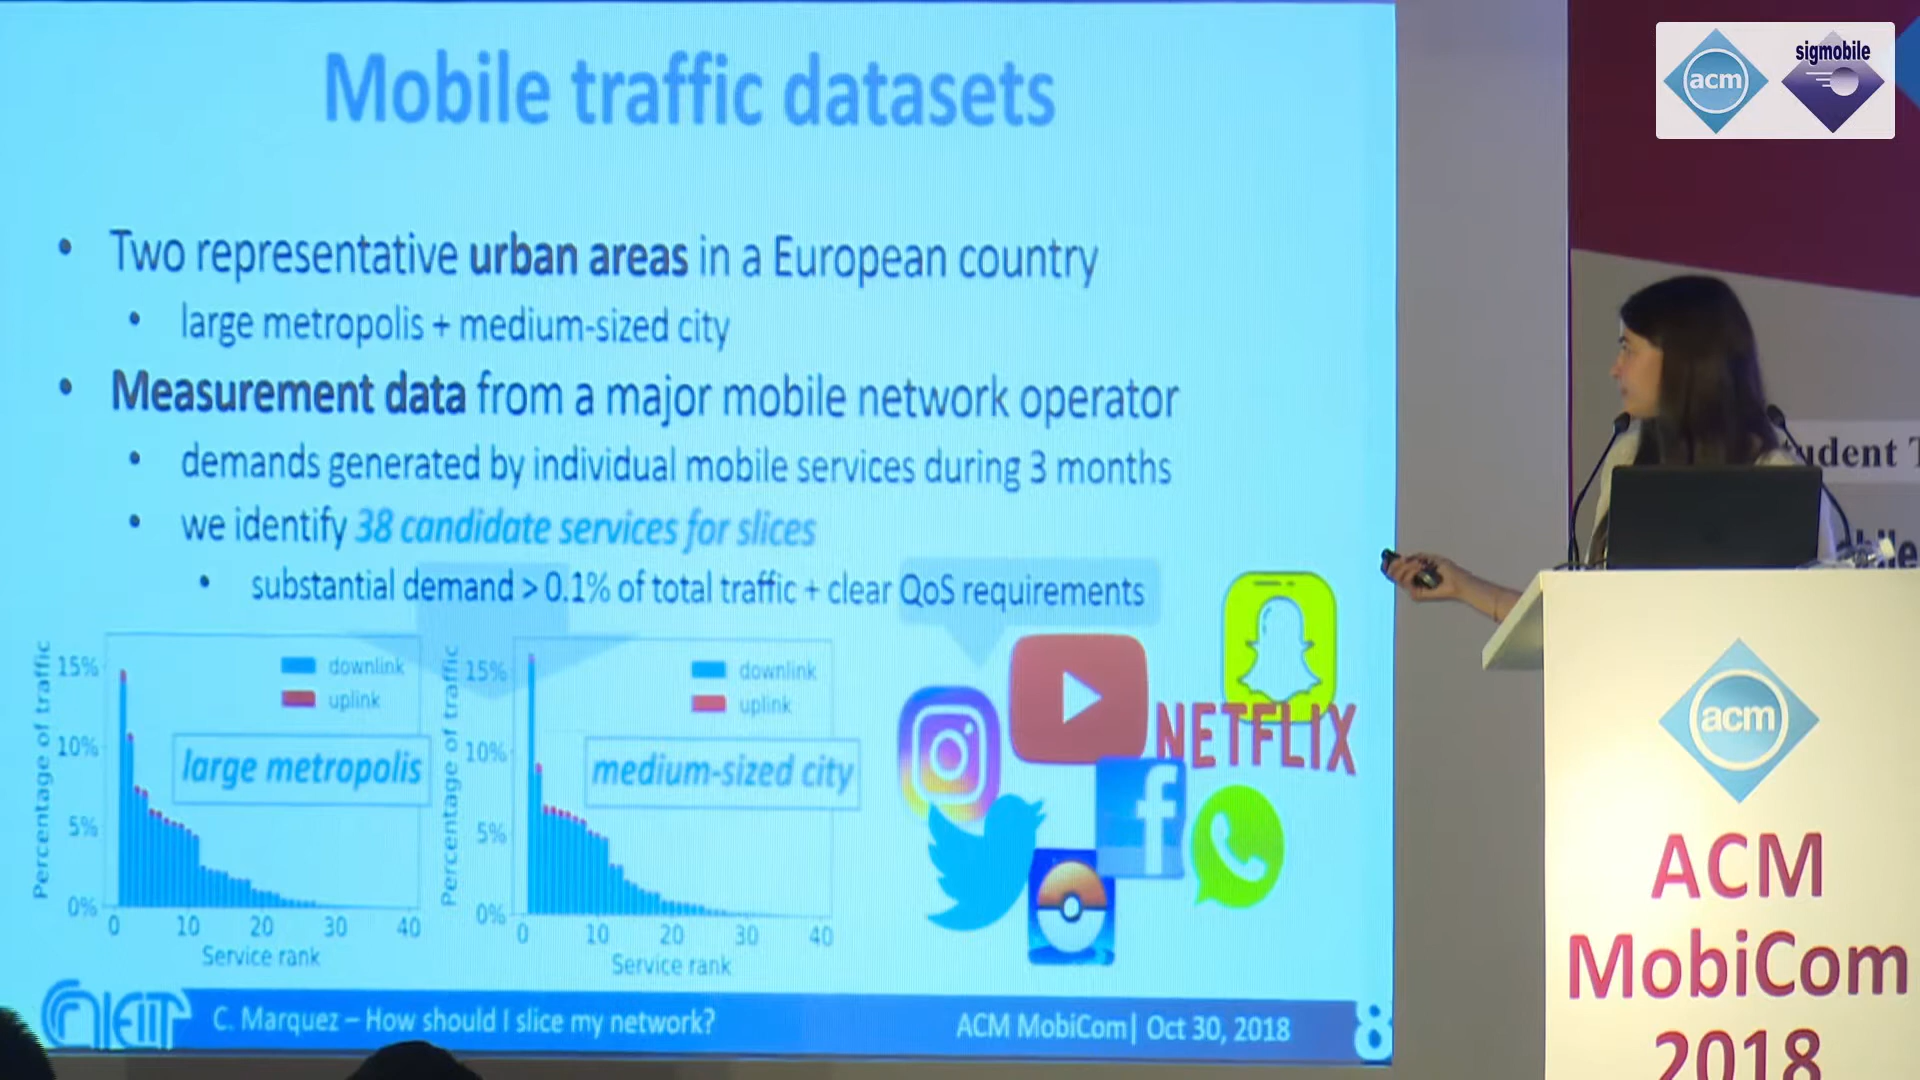 Mobile traffic datasets
• Two representative urban areas in a European country
• large metropolis + medium-sized city
• Measurement data from a major mobile network operator
• demands generated by individual mobile services during 3 months
• we identify 38 candidate services for slices
• substantial demand > 0.1% of total traffic + clear QoS requirements
Percentage of traffic
15%
10%
5%
0%
downlink
uplink
large metropolis
0 10 20 30 40
Service rank
Percentage of traffic
15%
10%
5%
0%
downlink
uplink
medium-sized city
0 10 20 30 40
Service rank
NETFLIX
f
C. Marquez – How should I slice my network?
ACM MobiCom| Oct 30, 2018
8
acm
sigmobile
udent T
acm
ACM
MobiCom
2018